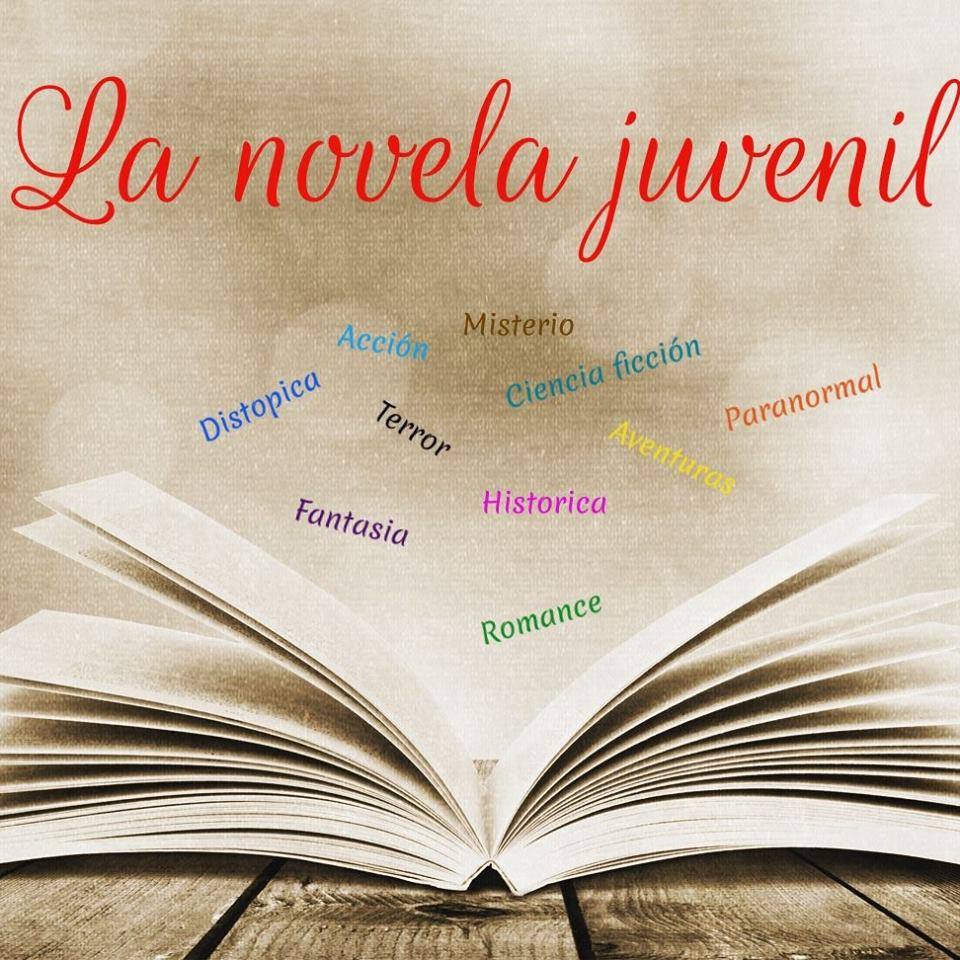 La novela juvenil
Misterio
Acción
Ciencia ficción
Distopica
Terror
Paranormal
Aventuras
Fantasia
Historica
Romance